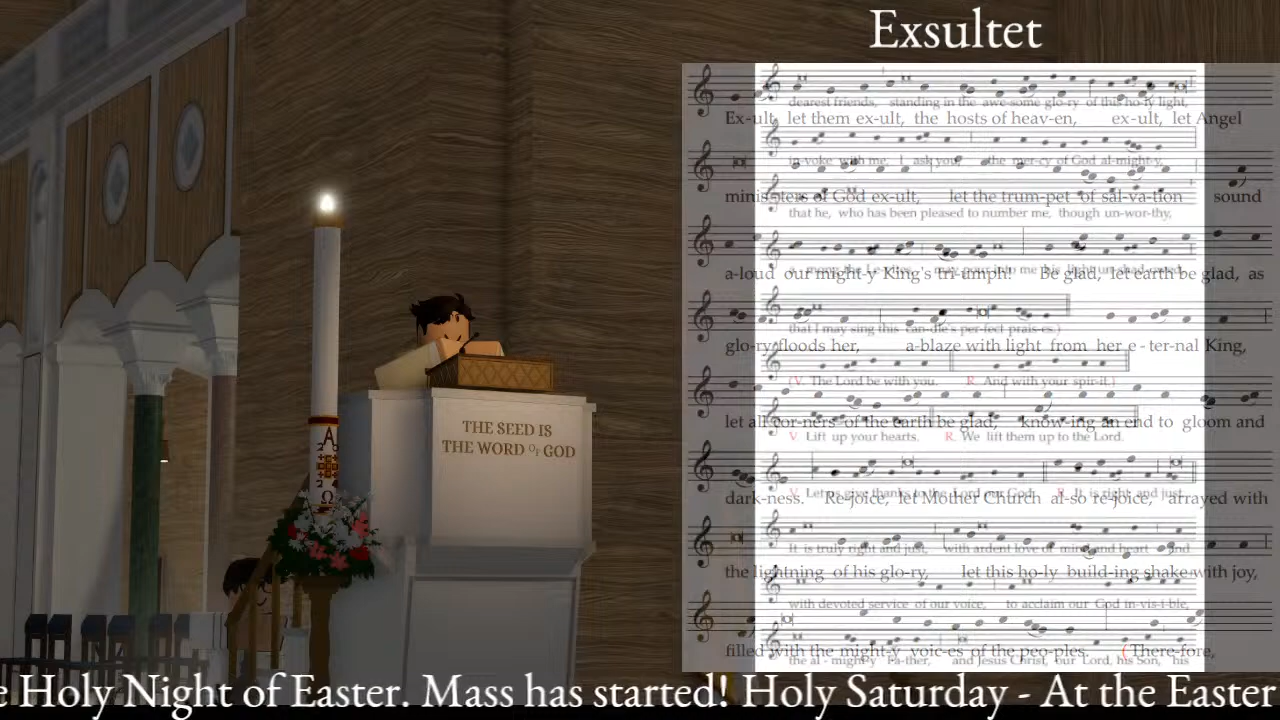 Exsultet
dearest friends, standing in the awe-some glo-ry of this ho-ly light,
Ex-ult, let them ex-ult, the hosts of heav-en, ex-ult, let Angel
in-voke with me, I ask you, the mer-cy of God al-might-y,
minis-ters of God ex-ult, let the trum-pet of sal-va-tion sound
that he, who has been pleased to number me, though un-wor-thy,
a-loud our might-y King's tri-umph! Be glad, let earth be glad, as
that I may sing this can-dle's per-fect prais-es.)
glo-ry floods her, a-blaze with light from her e-ter-nal King,
(V. The Lord be with you. R. And with your spir-it.)
let all cor-ners of the earth be glad, know-ing an end to gloom and
V. Lift up your hearts. R. We lift them up to the Lord.
THE SEED IS
THE WORD OF GOD
dark-ness. Re-joice, let Mother Church al-so re-joice, arrayed with
It is truly right and just, with ardent love of mind and heart and
the lightning of his glo-ry, let this ho-ly build-ing shake with joy,
with devoted service of our voice, to acclaim our God in-vis-i-ble,
filled with the might-y voic-es of the peo-ples. (There-fore,
the al-might-y Fa-ther, and Jesus Christ, our Lord, his Son, his
Α
Ω
e Holy Night of Easter. Mass has started! Holy Saturday - At the Easter